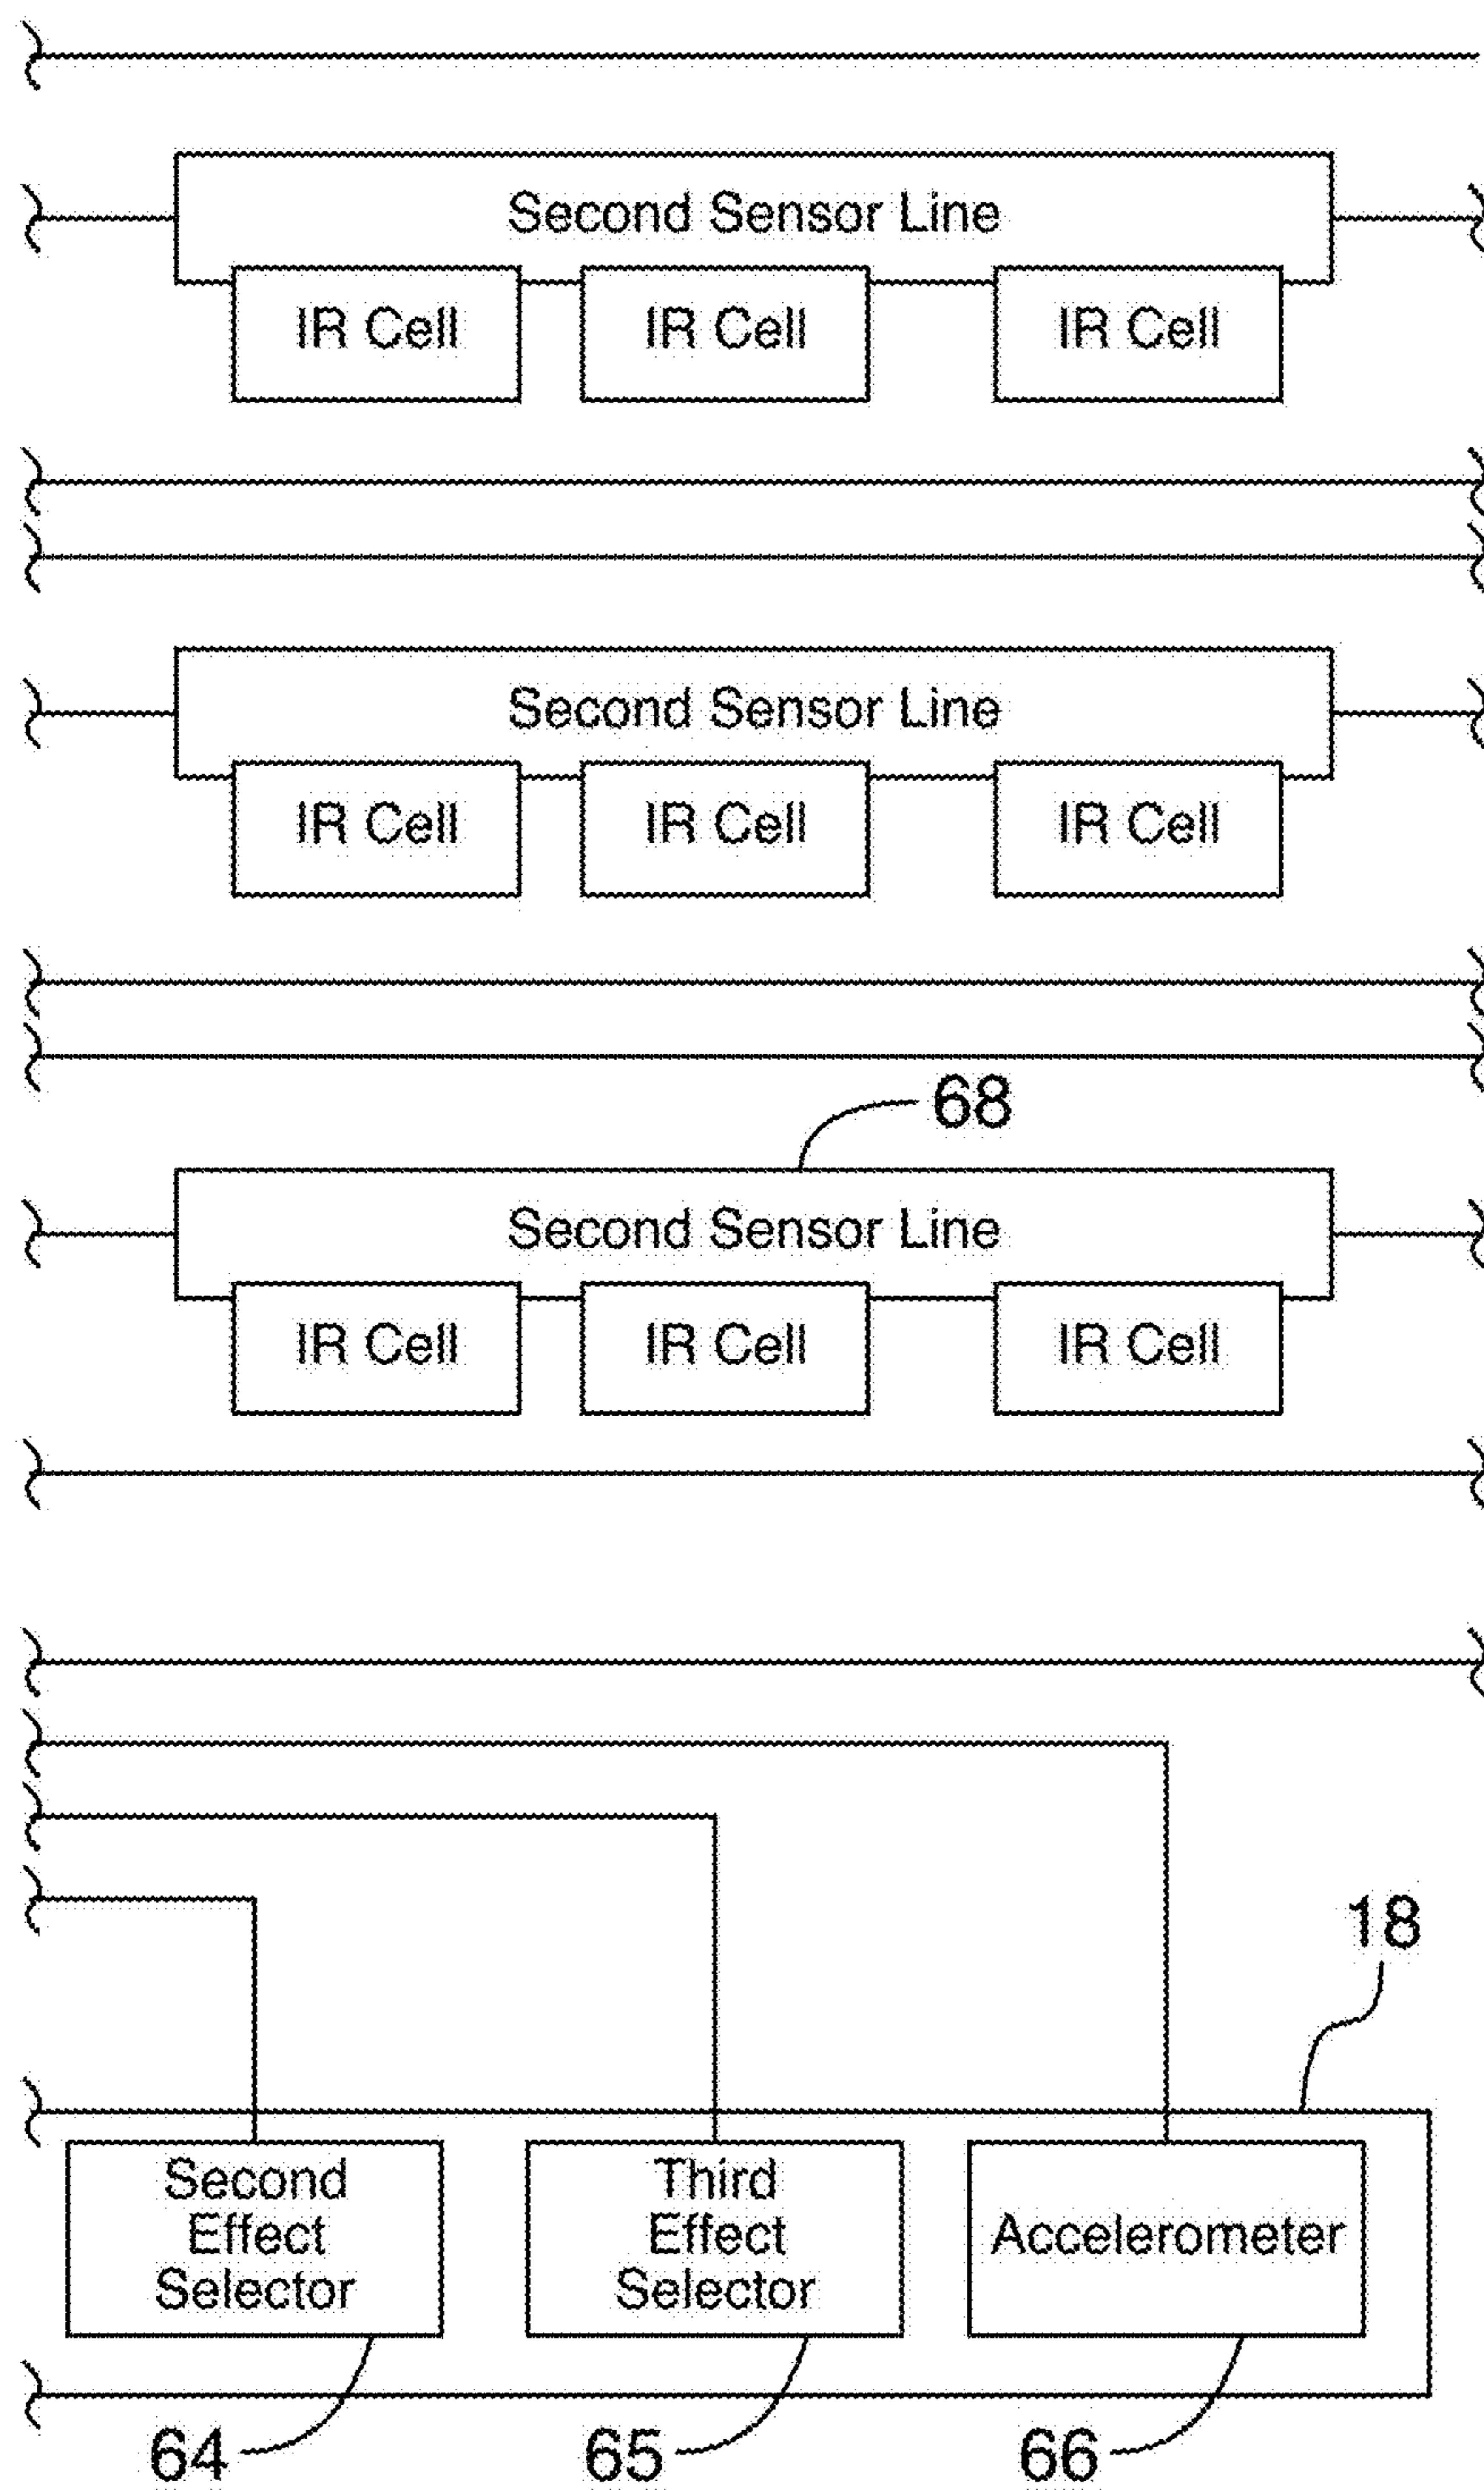 Second Sensor Line
IR Cell IR Cell IR Cell
Second Sensor Line
IR Cell IR Cell IR Cell
68
Second Sensor Line
IR Cell IR Cell IR Cell
18
Second
Effect
Selector
Third
Effect
Selector
Accelerometer
64 65 66